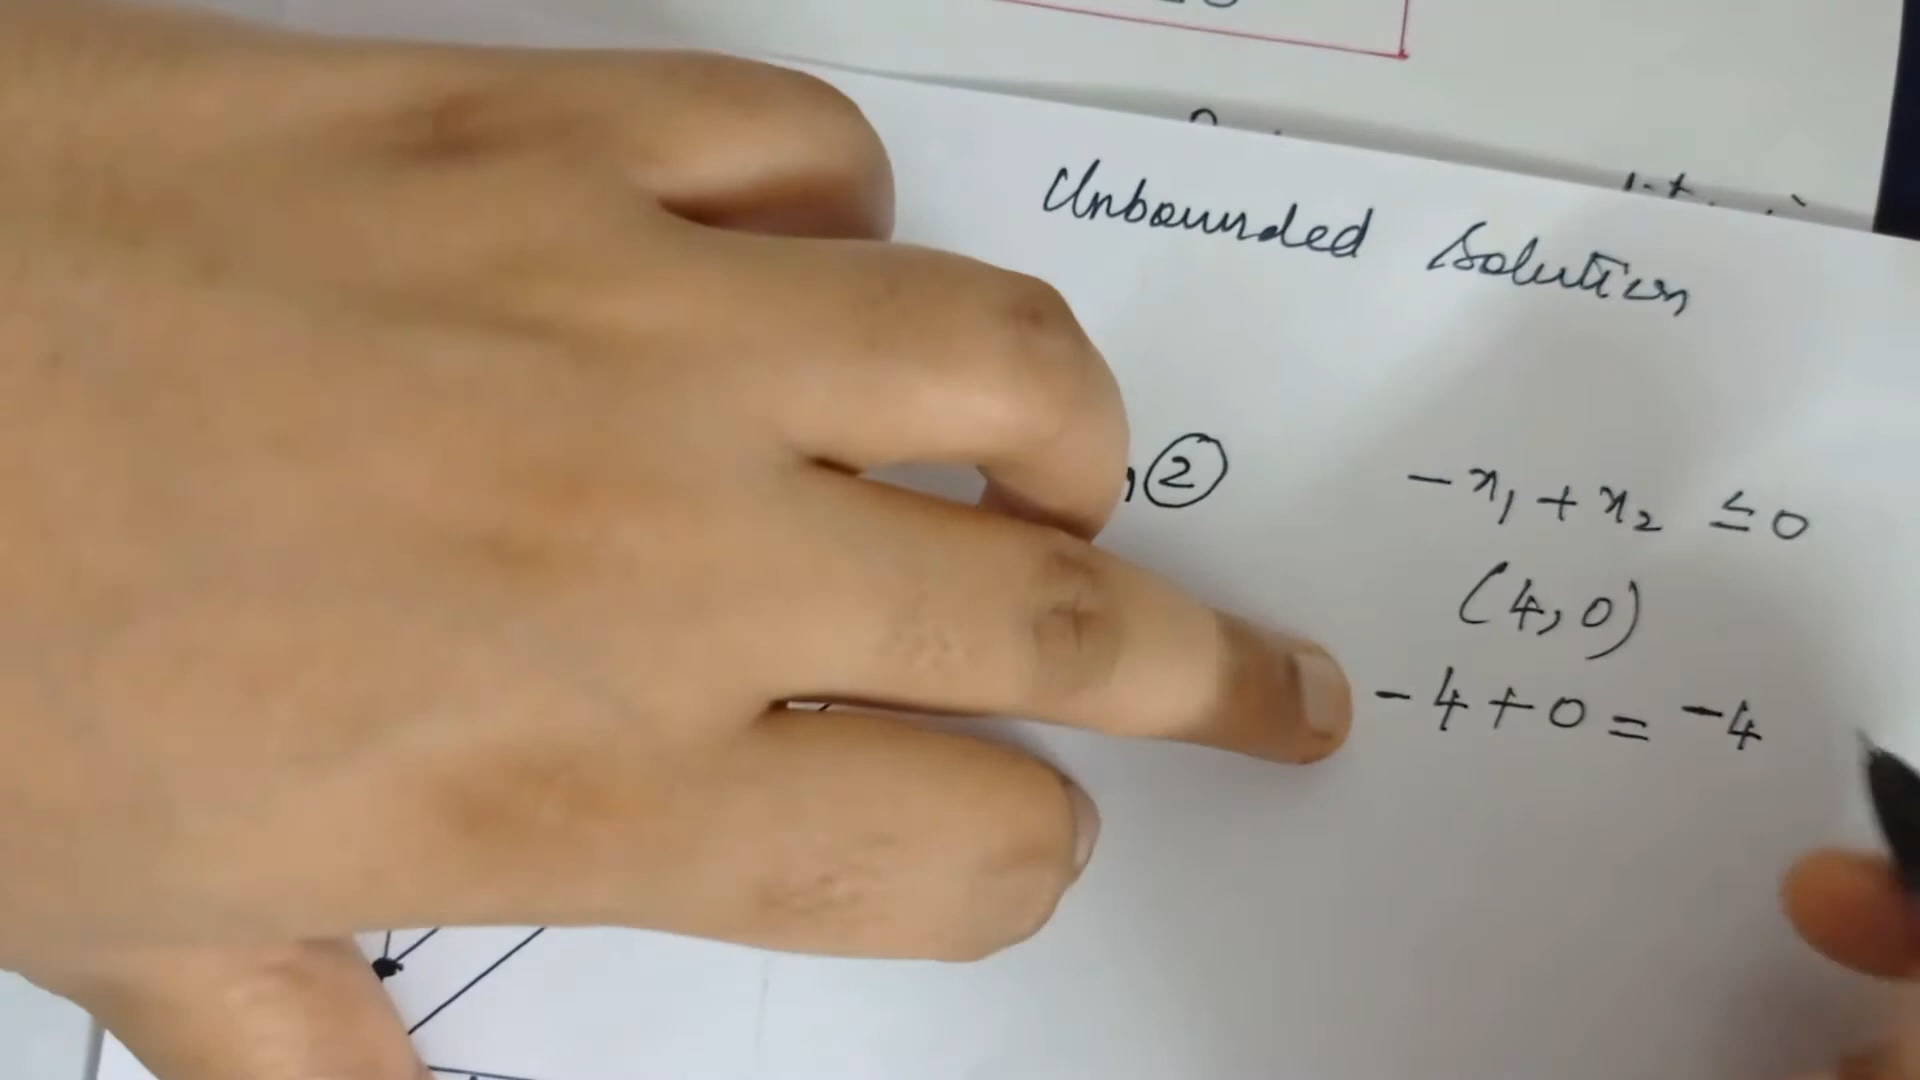 Unbounded Solution
② -x₁ + x₂ ≤ 0
(4,0)
-4+0 = -4